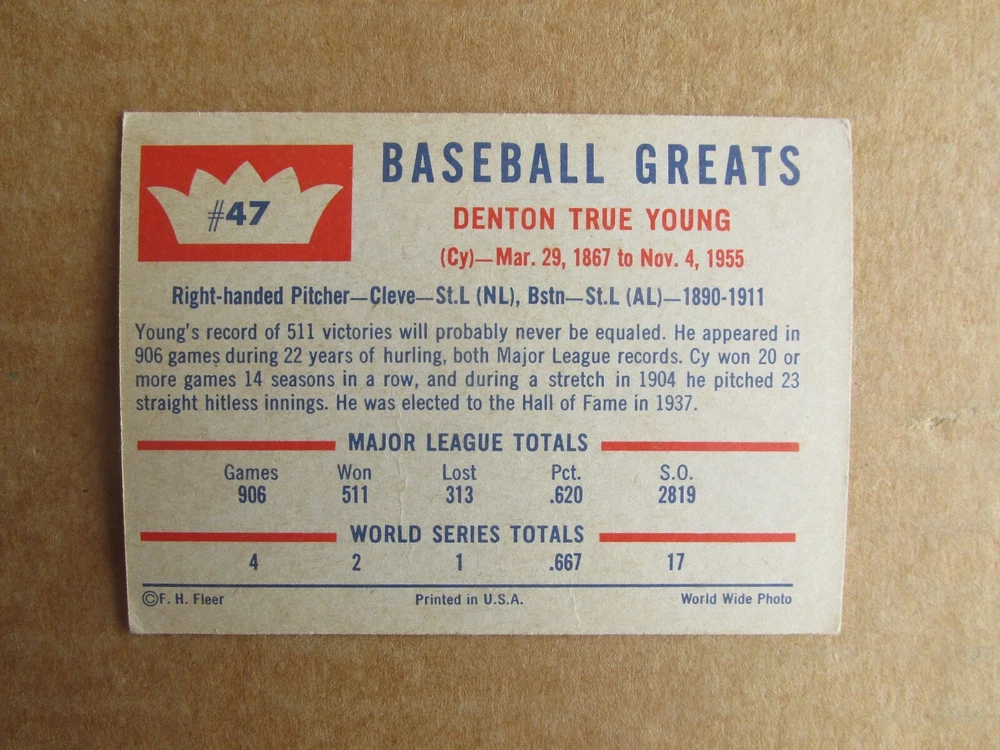 #47
BASEBALL GREATS
DENTON TRUE YOUNG
(Cy)—Mar. 29, 1867 to Nov. 4, 1955
Right-handed Pitcher—Cleve—St.L (NL), Bstn—St.L (AL)—1890-1911
Young's record of 511 victories will probably never be equaled. He appeared in
906 games during 22 years of hurling, both Major League records. Cy won 20 or
more games 14 seasons in a row, and during a stretch in 1904 he pitched 23
straight hitless innings. He was elected to the Hall of Fame in 1937.
MAJOR LEAGUE TOTALS
Games Won Lost Pct. S.O.
906 511 313 .620 2819
WORLD SERIES TOTALS
4 2 1 .667 17
©F. H. Fleer Printed in U.S.A. World Wide Photo